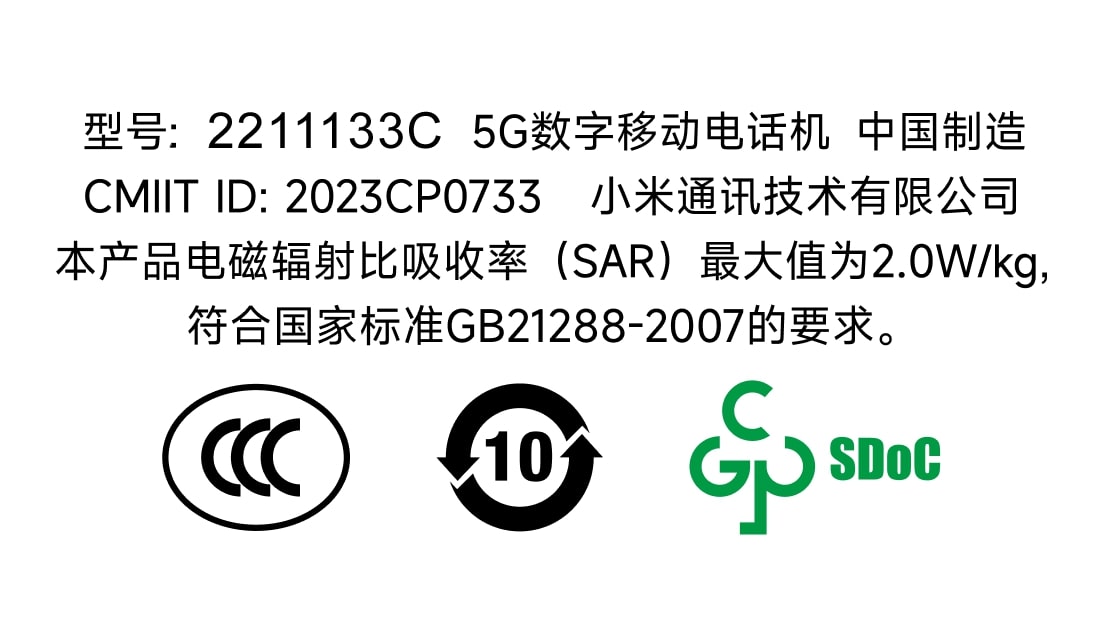 型号: 2211133C 5G数字移动电话机 中国制造
CMIIT ID: 2023CP0733 小米通讯技术有限公司
本产品电磁辐射比吸收率（SAR）最大值为2.0W/kg,
符合国家标准GB21288-2007的要求。
CCC 10 CGP SDoC